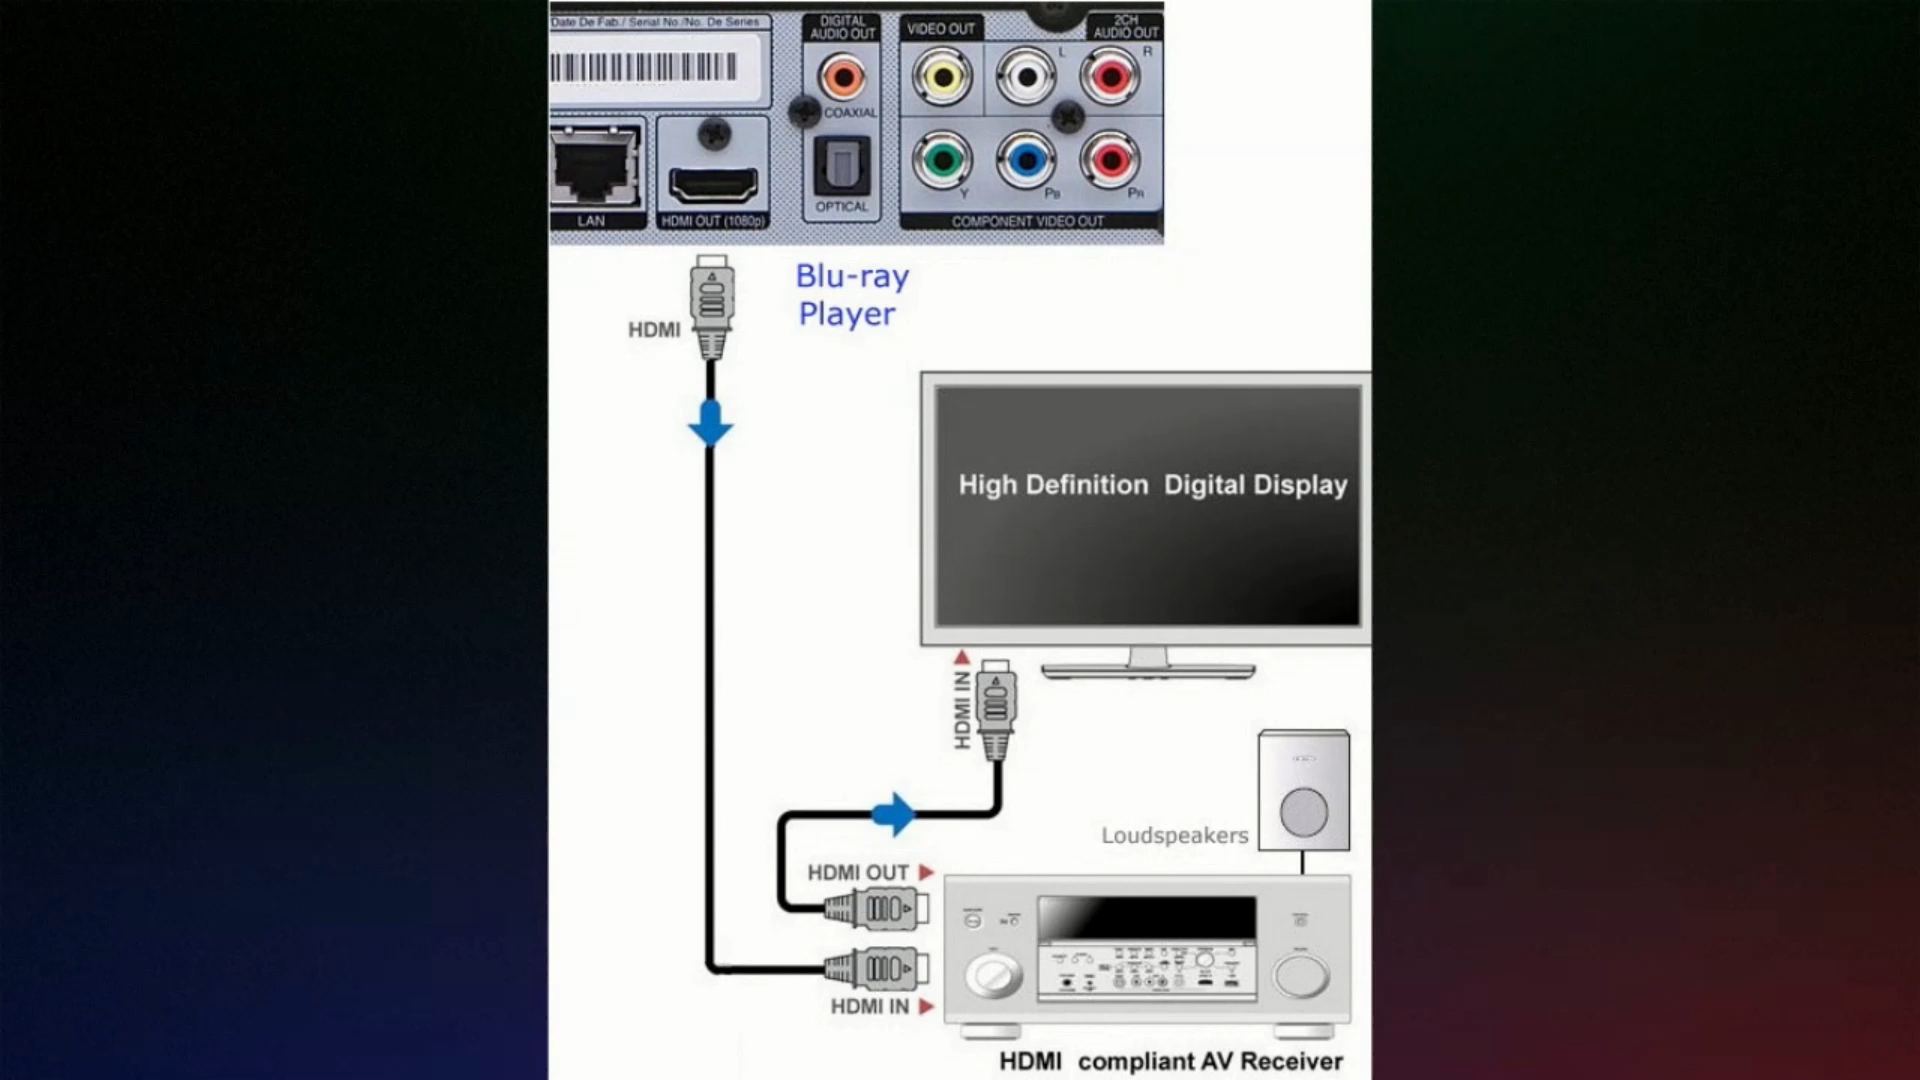 Date De Fab./ Serial No./No. De Series
DIGITAL
AUDIO OUT
VIDEO OUT
2CH
AUDIO OUT
L
R
COAXIAL
OPTICAL
Y
PB
PR
LAN
HDMI OUT (1080p)
COMPONENT VIDEO OUT
Blu-ray
Player
HDMI
High Definition Digital Display
HDMI IN
Loudspeakers
HDMI OUT
HDMI IN
HDMI compliant AV Receiver